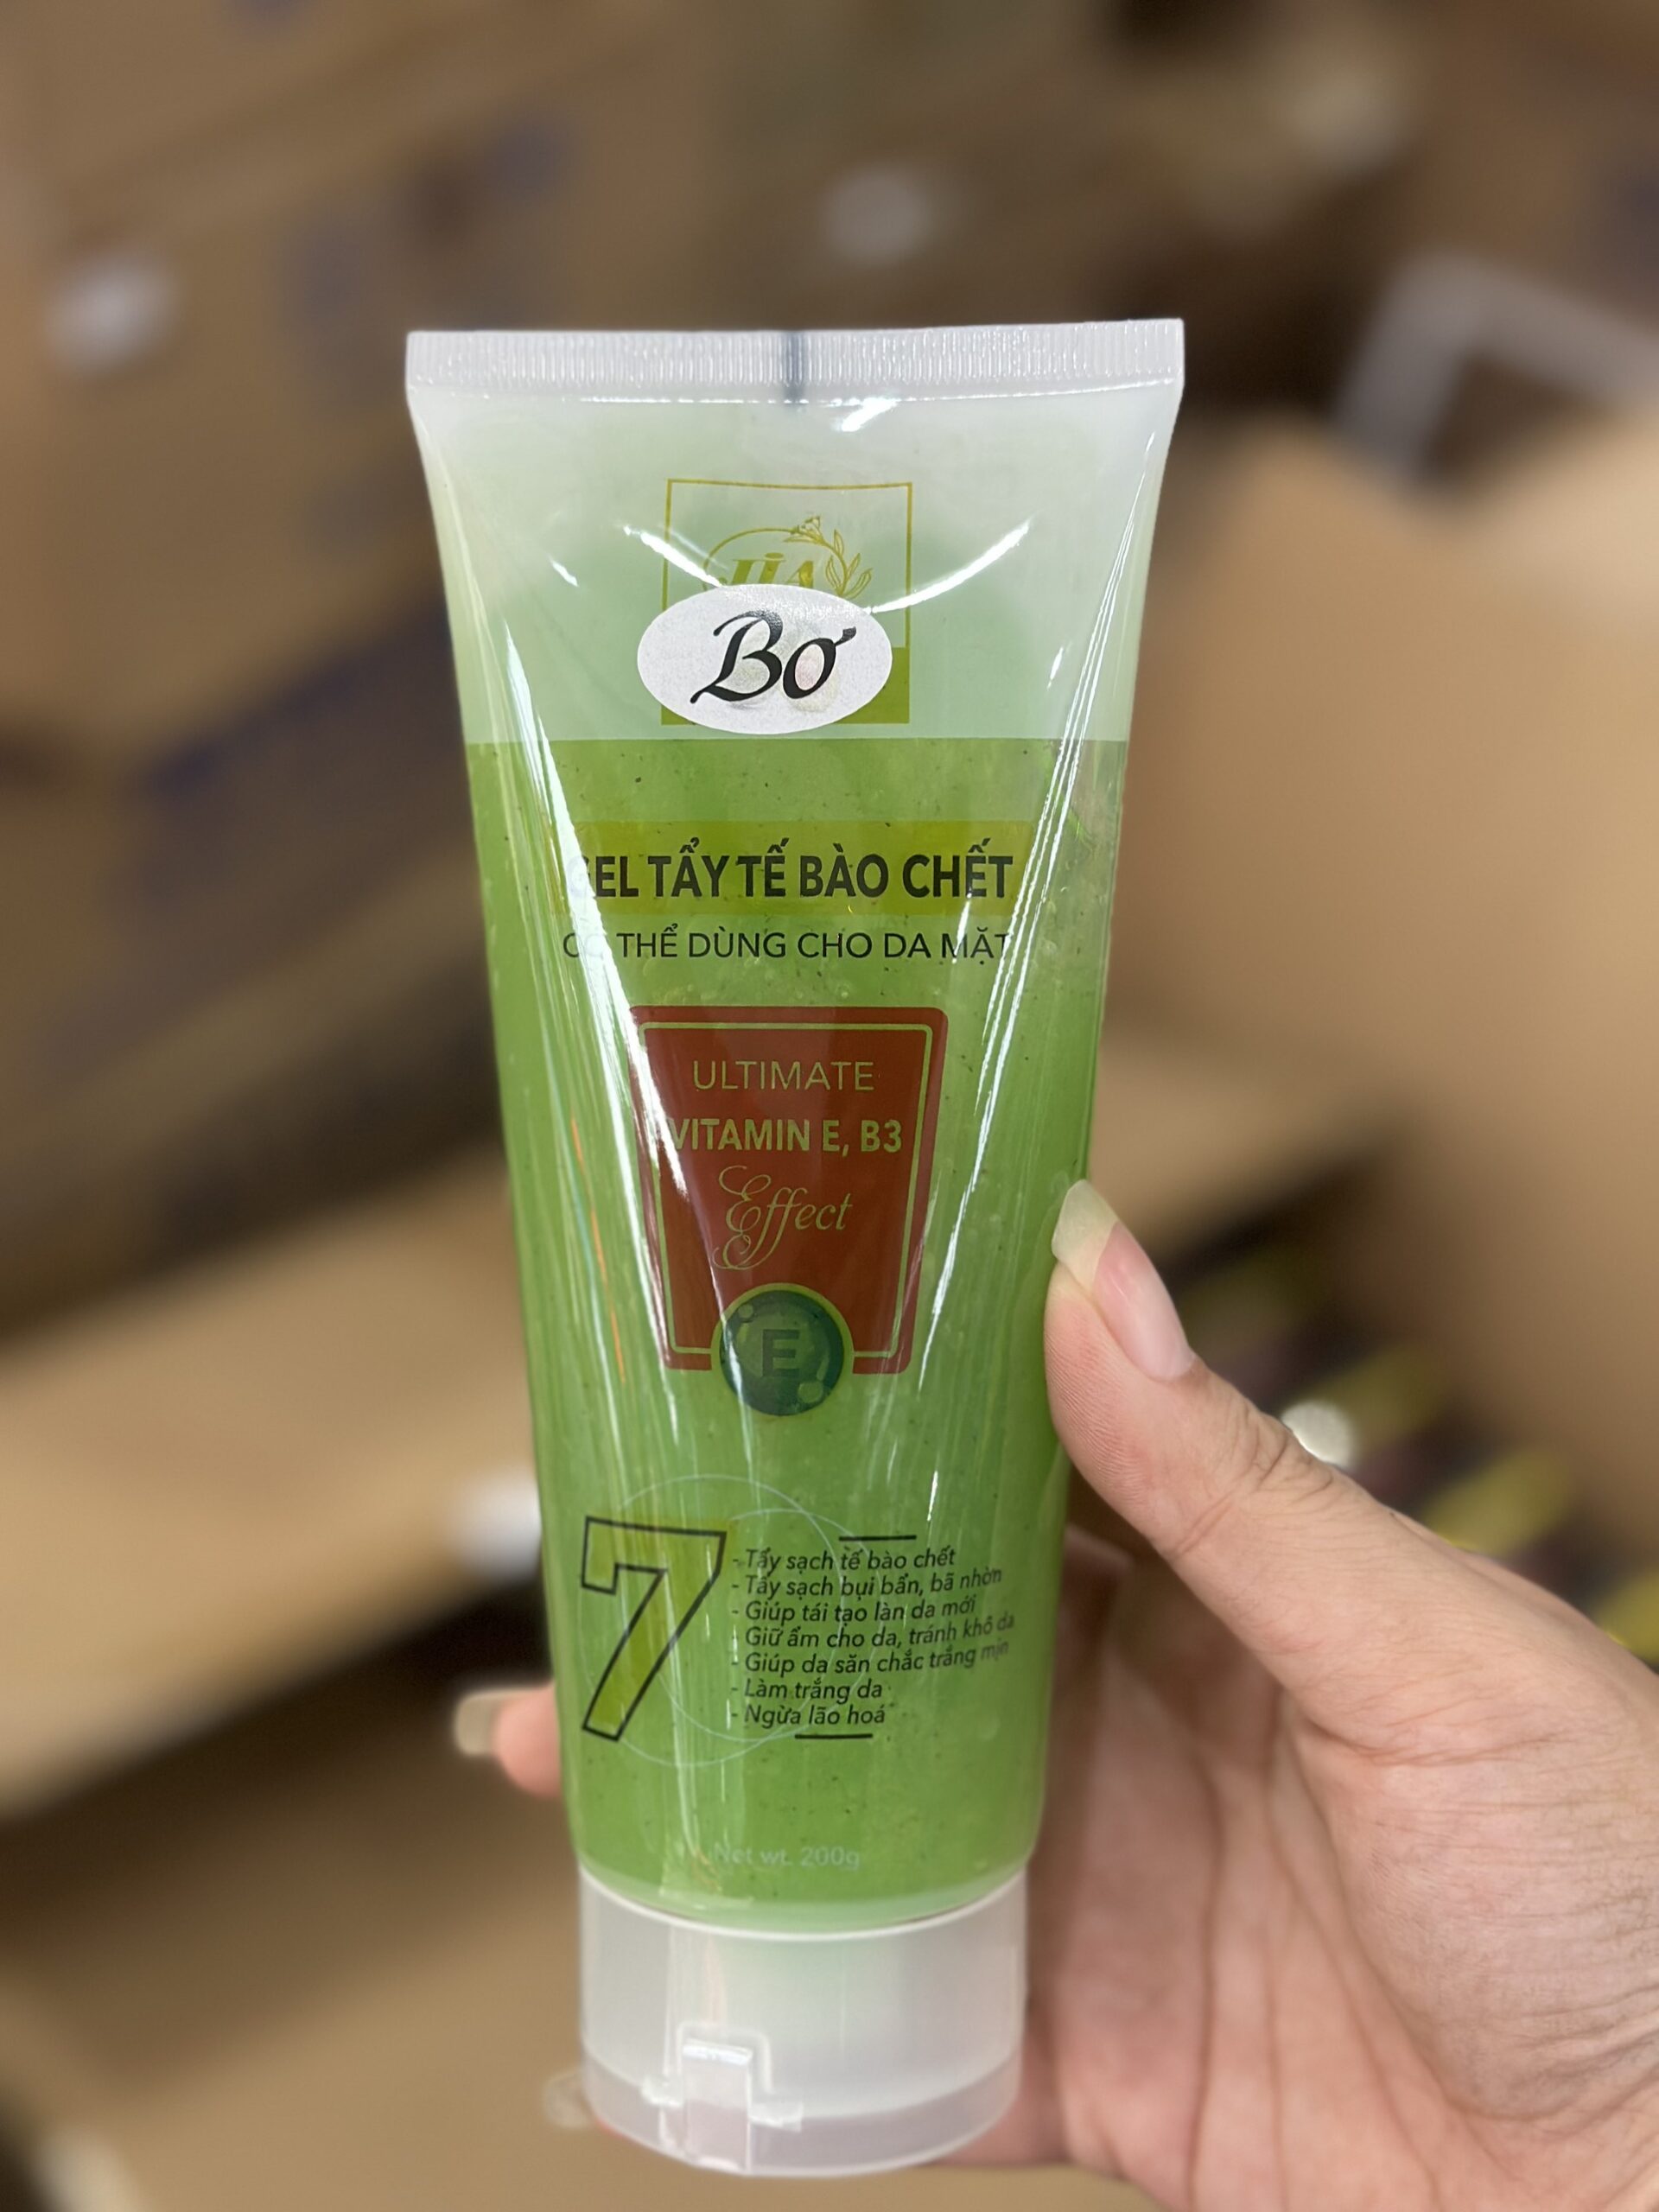 Bơ
GEL TẨY TẾ BÀO CHẾT
CÓ THỂ DÙNG CHO DA MẶT
ULTIMATE
VITAMIN E, B3
Effect
E
7
- Tẩy sạch tế bào chết
- Tẩy sạch bụi bẩn, bã nhờn
- Giúp tái tạo làn da mới
- Giữ ẩm cho da, tránh khô da
- Giúp da săn chắc trắng mịn
- Làm trắng da
- Ngừa lão hoá
Net wt. 200g